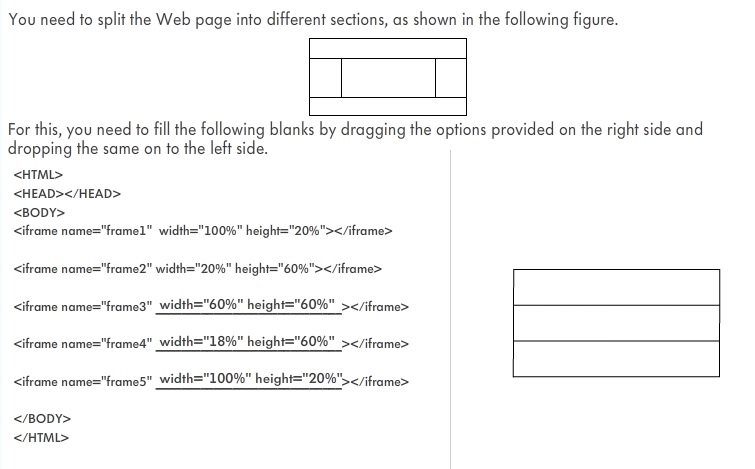 You need to split the Web page into different sections, as shown in the following figure.
For this, you need to fill the following blanks by dragging the options provided on the right side and
dropping the same on to the left side.
<HTML>
<HEAD></HEAD>
<BODY>
<iframe name="frame1" width="100%" height="20%"></iframe>
<iframe name="frame2" width="20%" height="60%"></iframe>
<iframe name="frame3" width="60%" height="60%" ></iframe>
<iframe name="frame4" width="18%" height="60%" ></iframe>
<iframe name="frame5" width="100%" height="20%"></iframe>
</BODY>
</HTML>